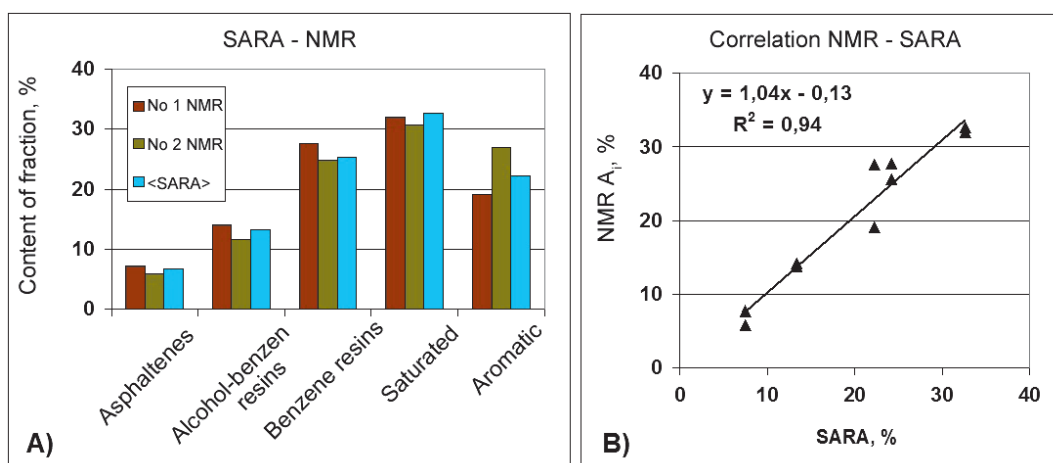 SARA - NMR
Content of fraction, %
40
30
20
10
0
No 1 NMR
No 2 NMR
<SARA>
Asphaltenes
Alcohol-benzen
resins
Benzene resins
Saturated
Aromatic
A)
Correlation NMR - SARA
y = 1,04x - 0,13
R² = 0,94
NMR Aᵢ, %
40
30
20
10
0
0 10 20 30 40
SARA, %
B)